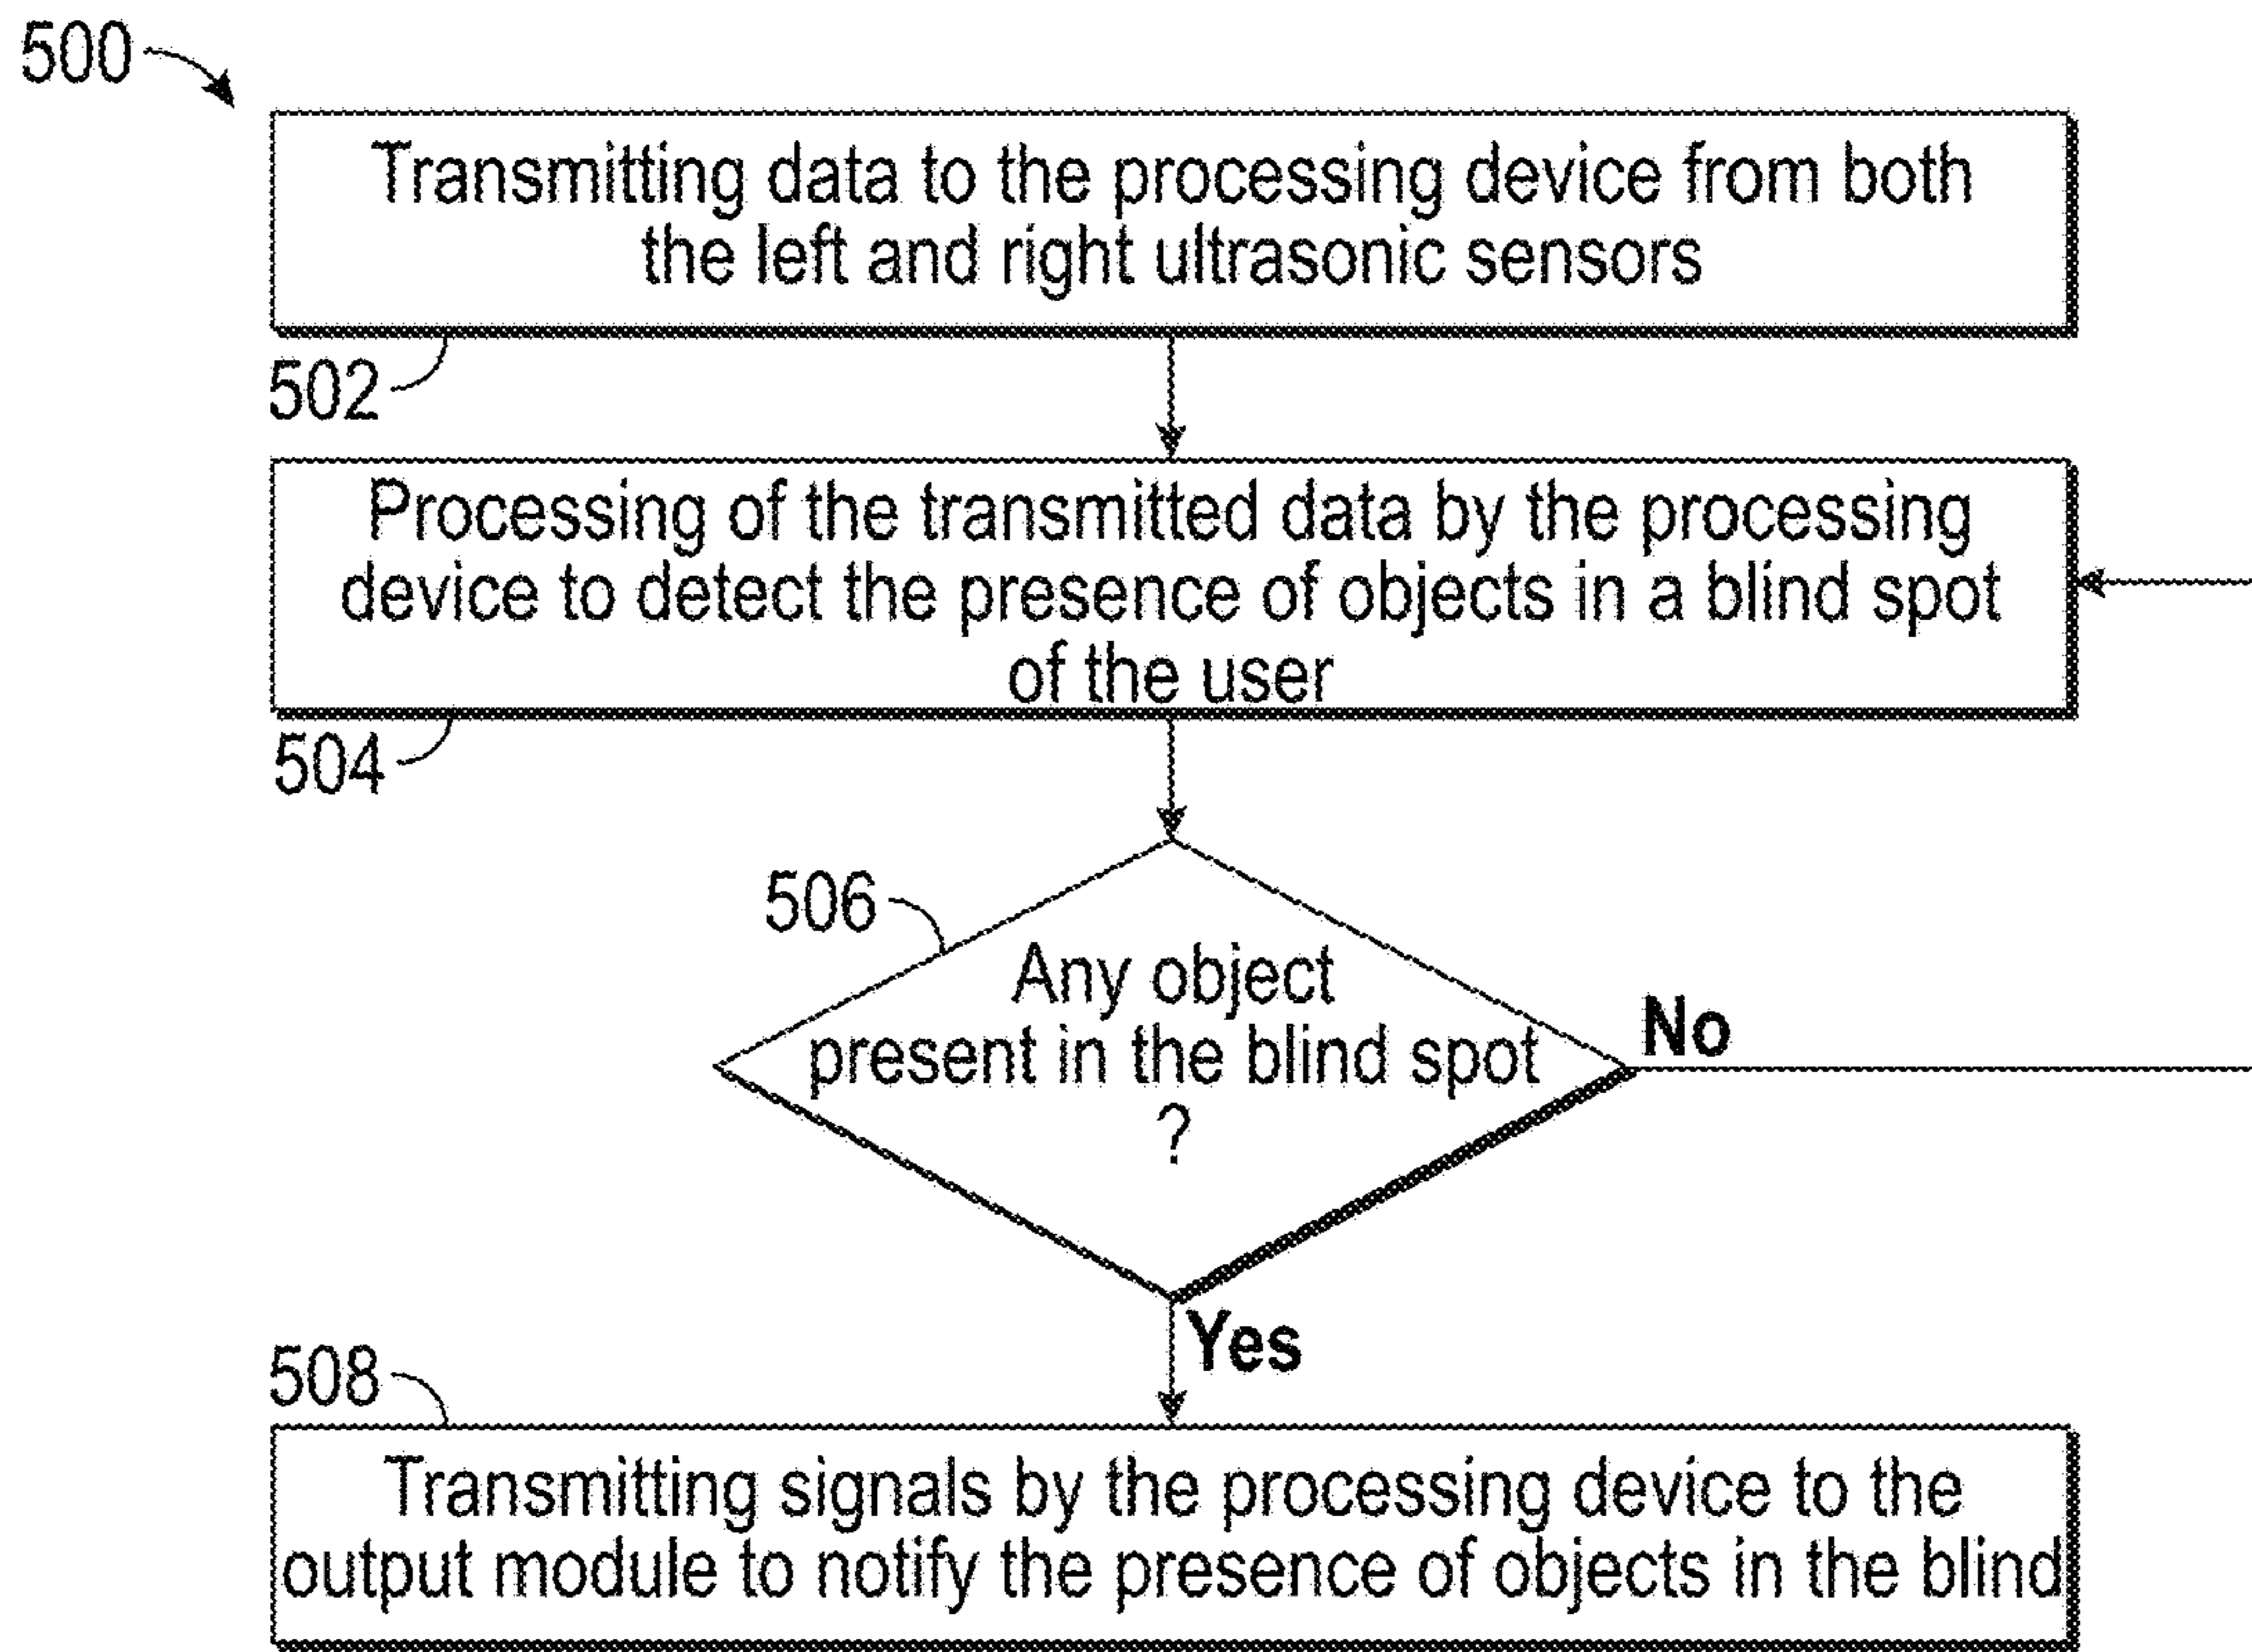 500
Transmitting data to the processing device from both
the left and right ultrasonic sensors
502
Processing of the transmitted data by the processing
device to detect the presence of objects in a blind spot
of the user
504
506
Any object
present in the blind spot
?
No
Yes
508
Transmitting signals by the processing device to the
output module to notify the presence of objects in the blind